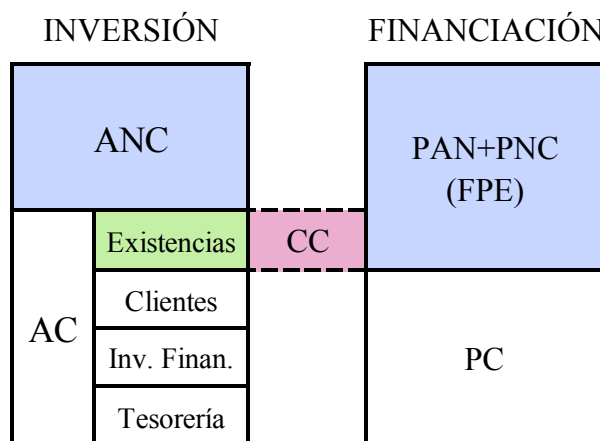 INVERSIÓN
FINANCIACIÓN
ANC
PAN+PNC
(FPE)
Existencias
CC
AC
Clientes
Inv. Finan.
Tesorería
PC